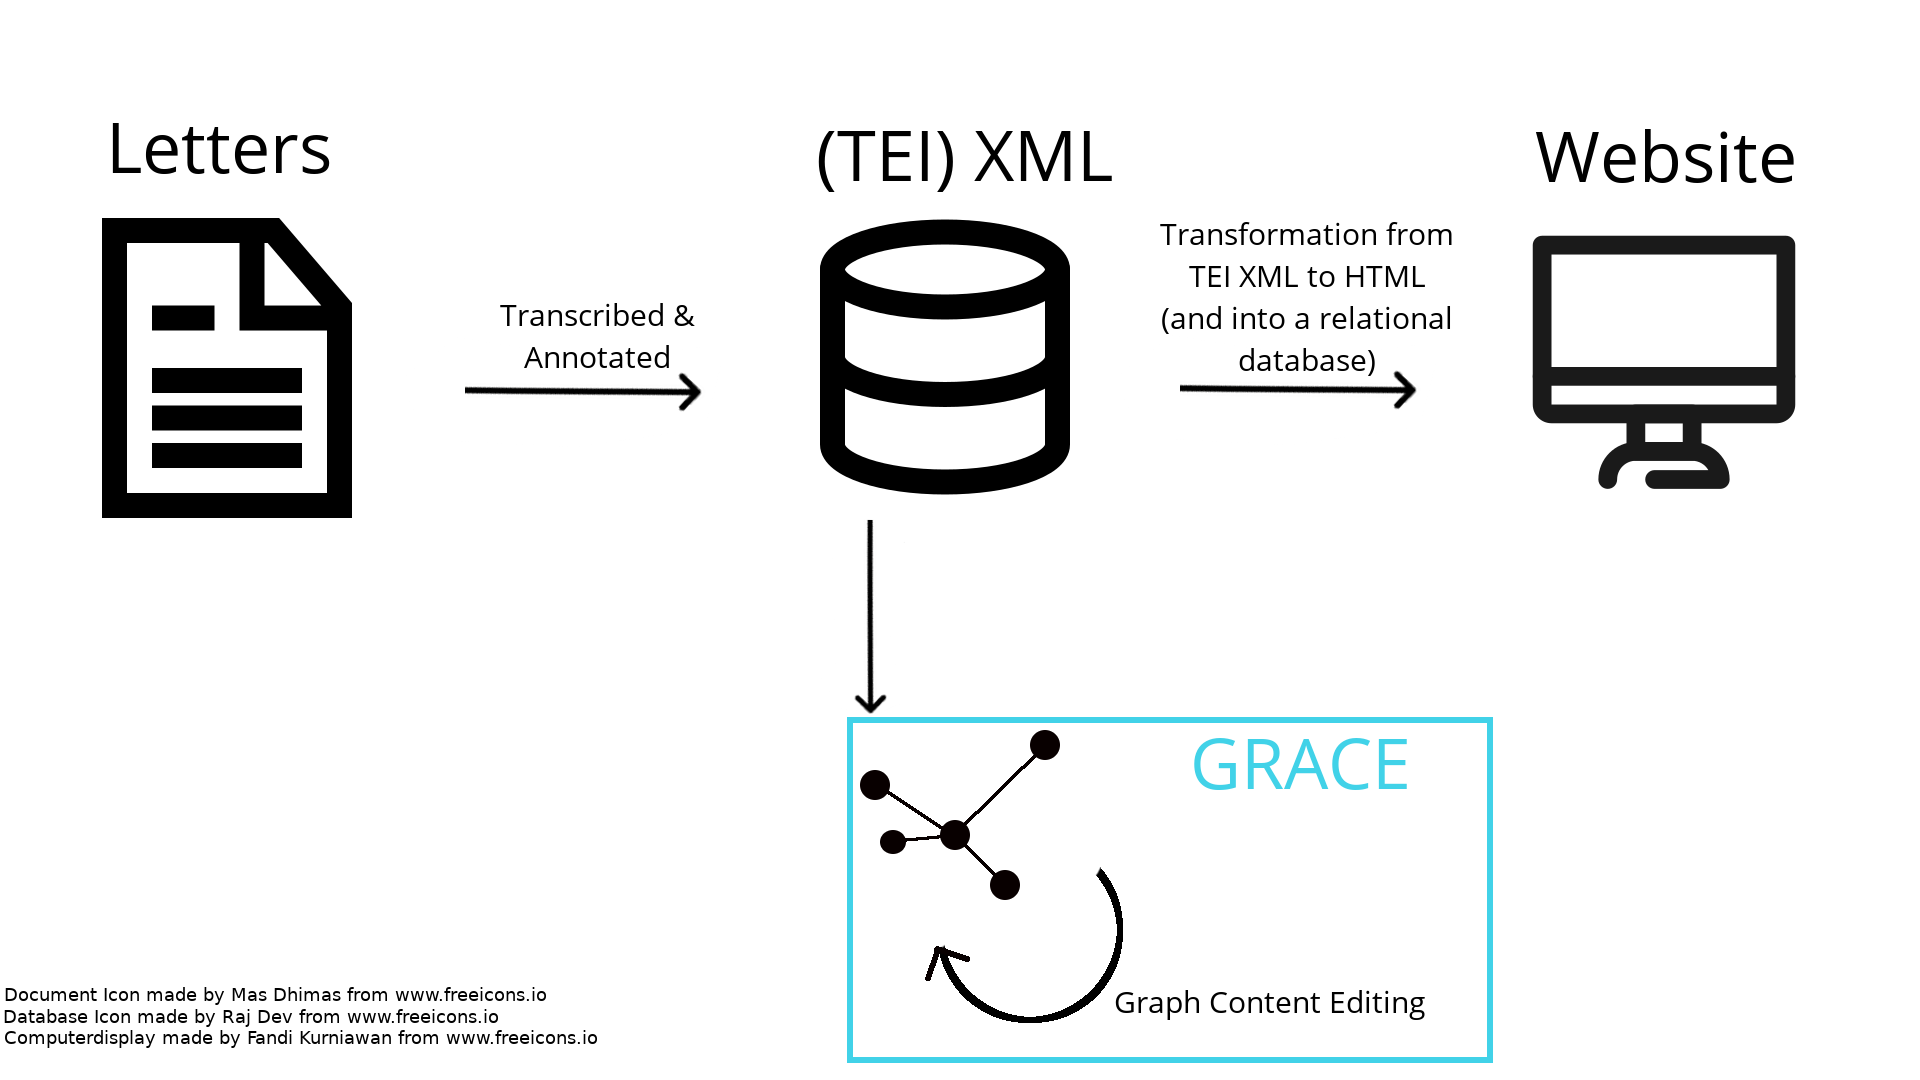 Letters
(TEI) XML
Website
Transcribed &
Annotated
Transformation from
TEI XML to HTML
(and into a relational
database)
GRACE
Graph Content Editing
Document Icon made by Mas Dhimas from www.freeicons.io
Database Icon made by Raj Dev from www.freeicons.io
Computerdisplay made by Fandi Kurniawan from www.freeicons.io